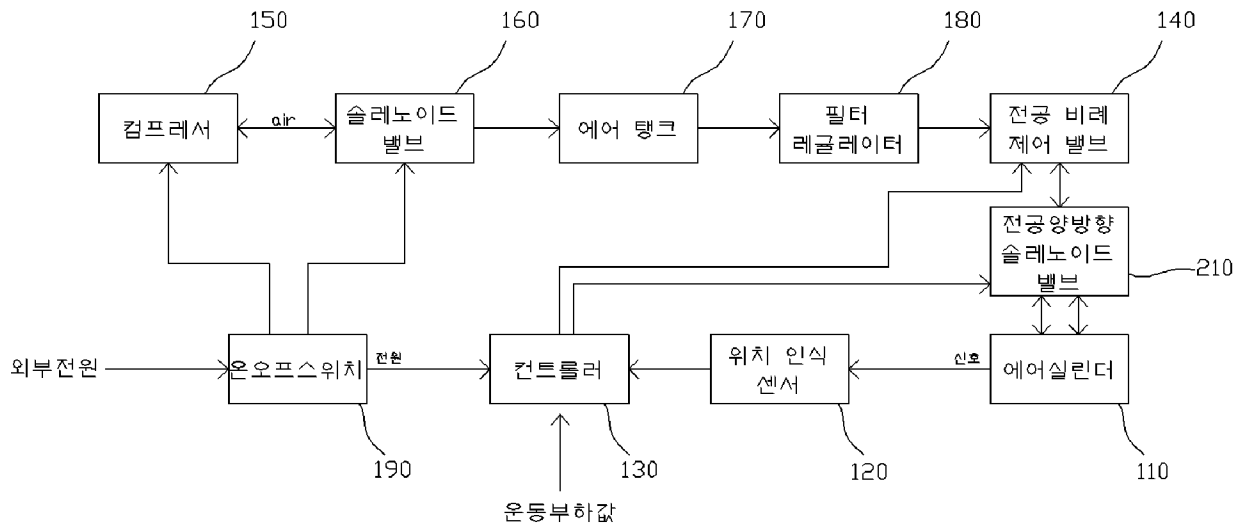 150
160
170
180
140
컴프레서
air
솔레노이드
밸브
에어 탱크
필터
레귤레이터
전공 비례
제어 밸브
전공양방향
솔레노이드
밸브
210
외부전원
온오프스위치
전원
컨트롤러
위치 인식
센서
신호
에어실린더
190
130
120
110
운동부하값